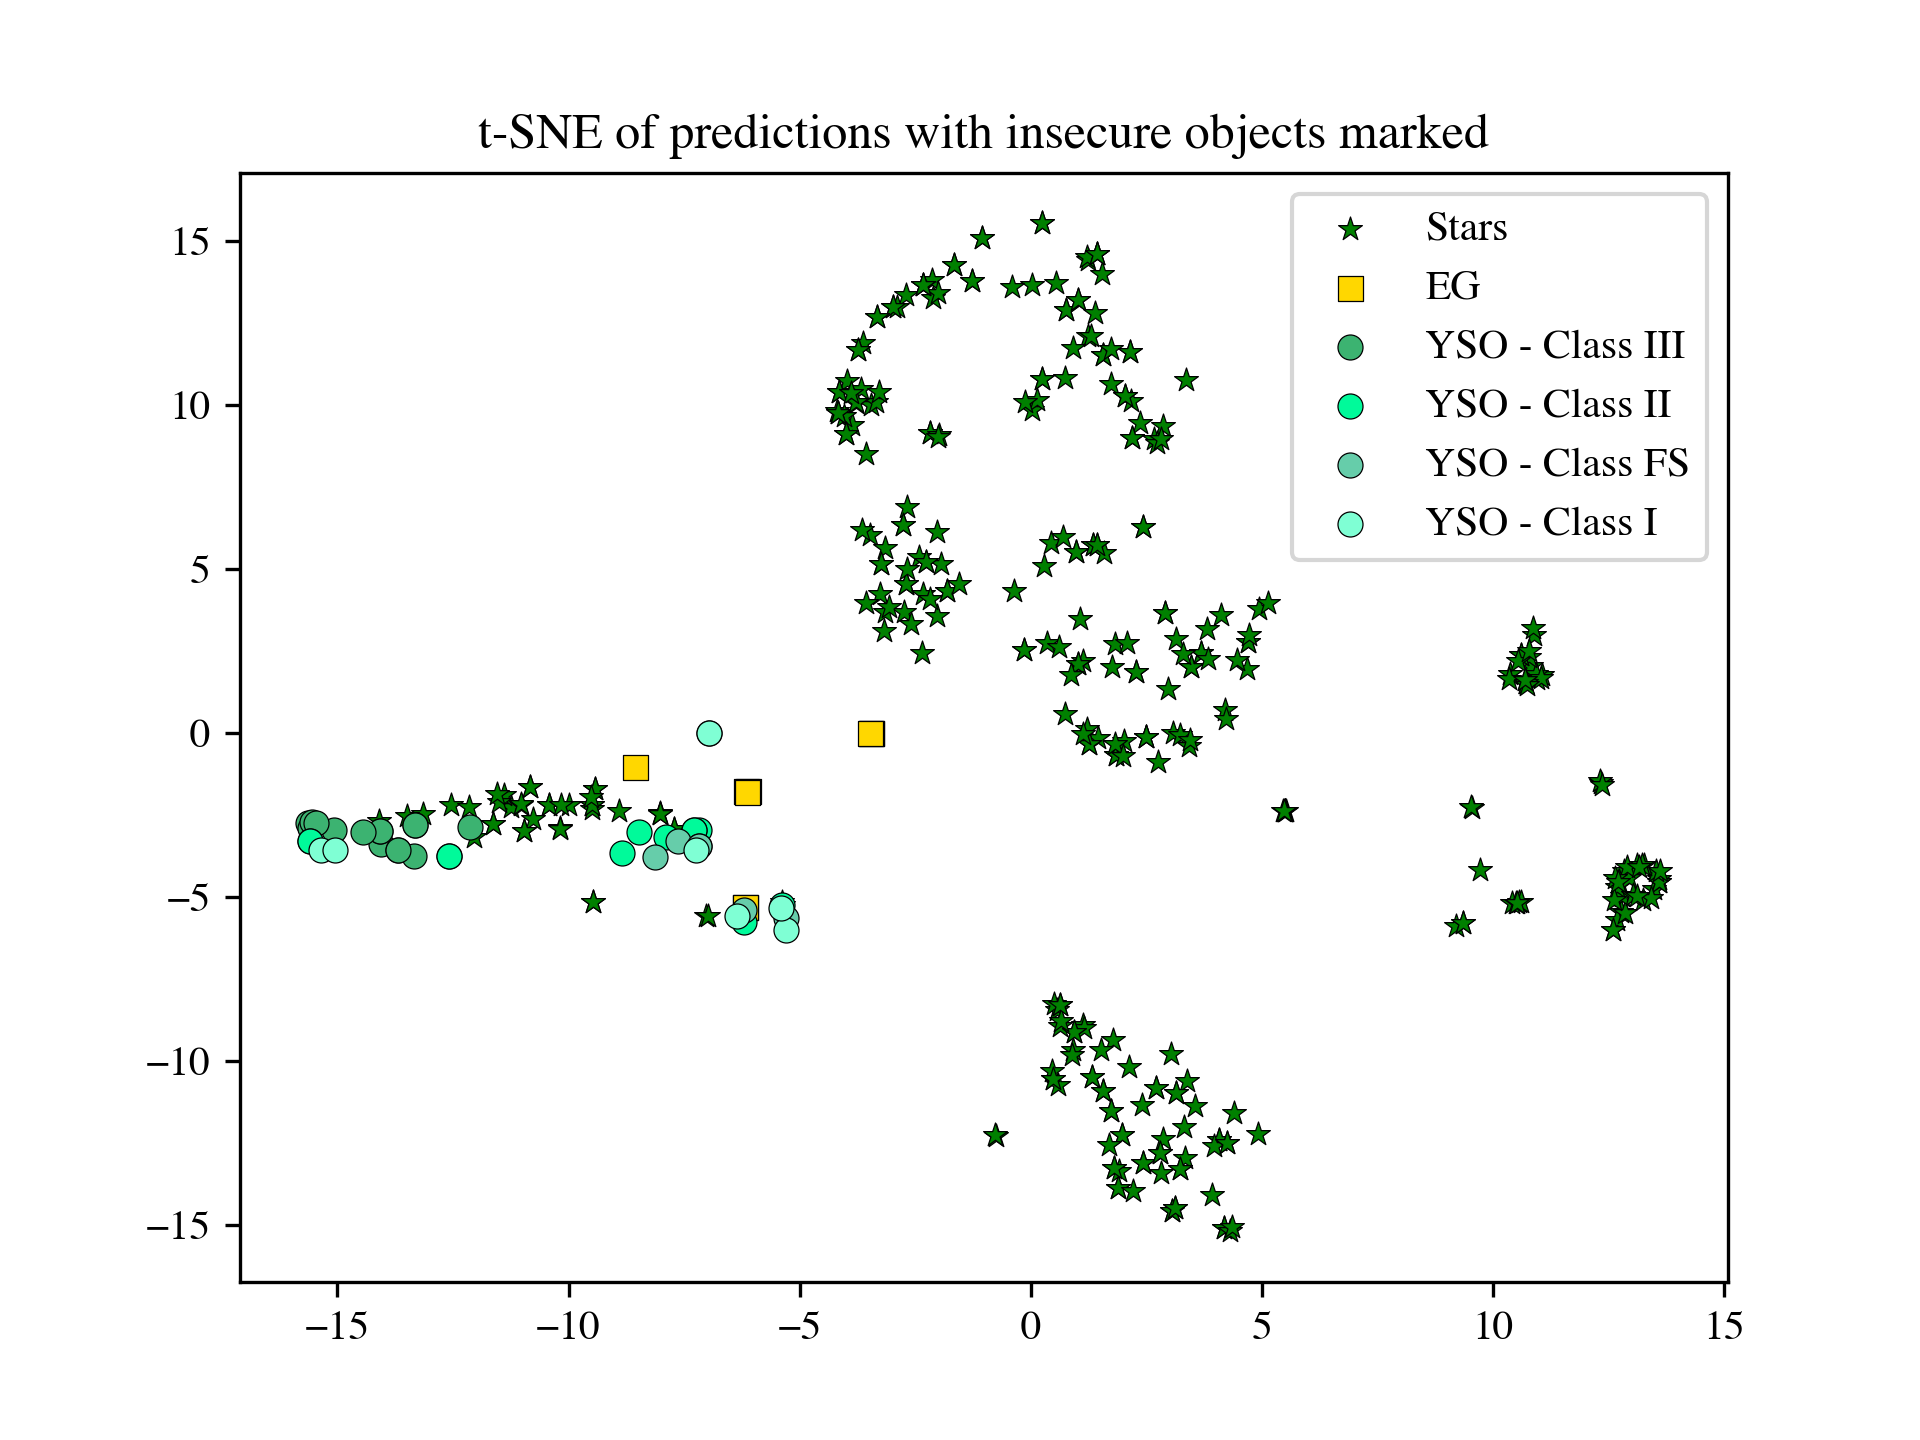 t-SNE of predictions with insecure objects marked
Stars
EG
YSO - Class III
YSO - Class II
YSO - Class FS
YSO - Class I
15
10
5
0
−5
−10
−15
−15 −10 −5 0 5 10 15